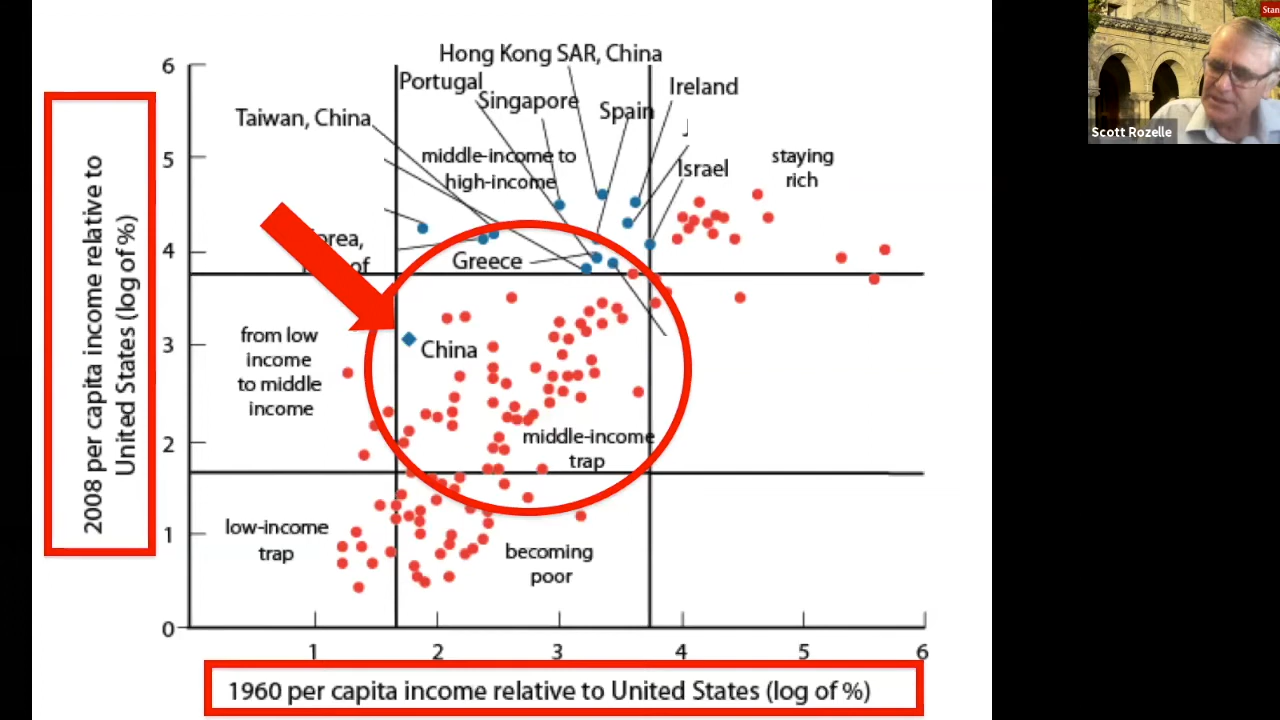 Hong Kong SAR, China
Portugal
Singapore
Spain
Ireland
Taiwan, China
Israel
middle-income to
high-income
staying
rich
Greece
from low
income
to middle
income
China
middle-income
trap
low-income
trap
becoming
poor
6
5
4
3
2
1
0
1
2
3
4
5
6
2008 per capita income relative to
United States (log of %)
1960 per capita income relative to United States (log of %)
Scott Rozelle
Stan